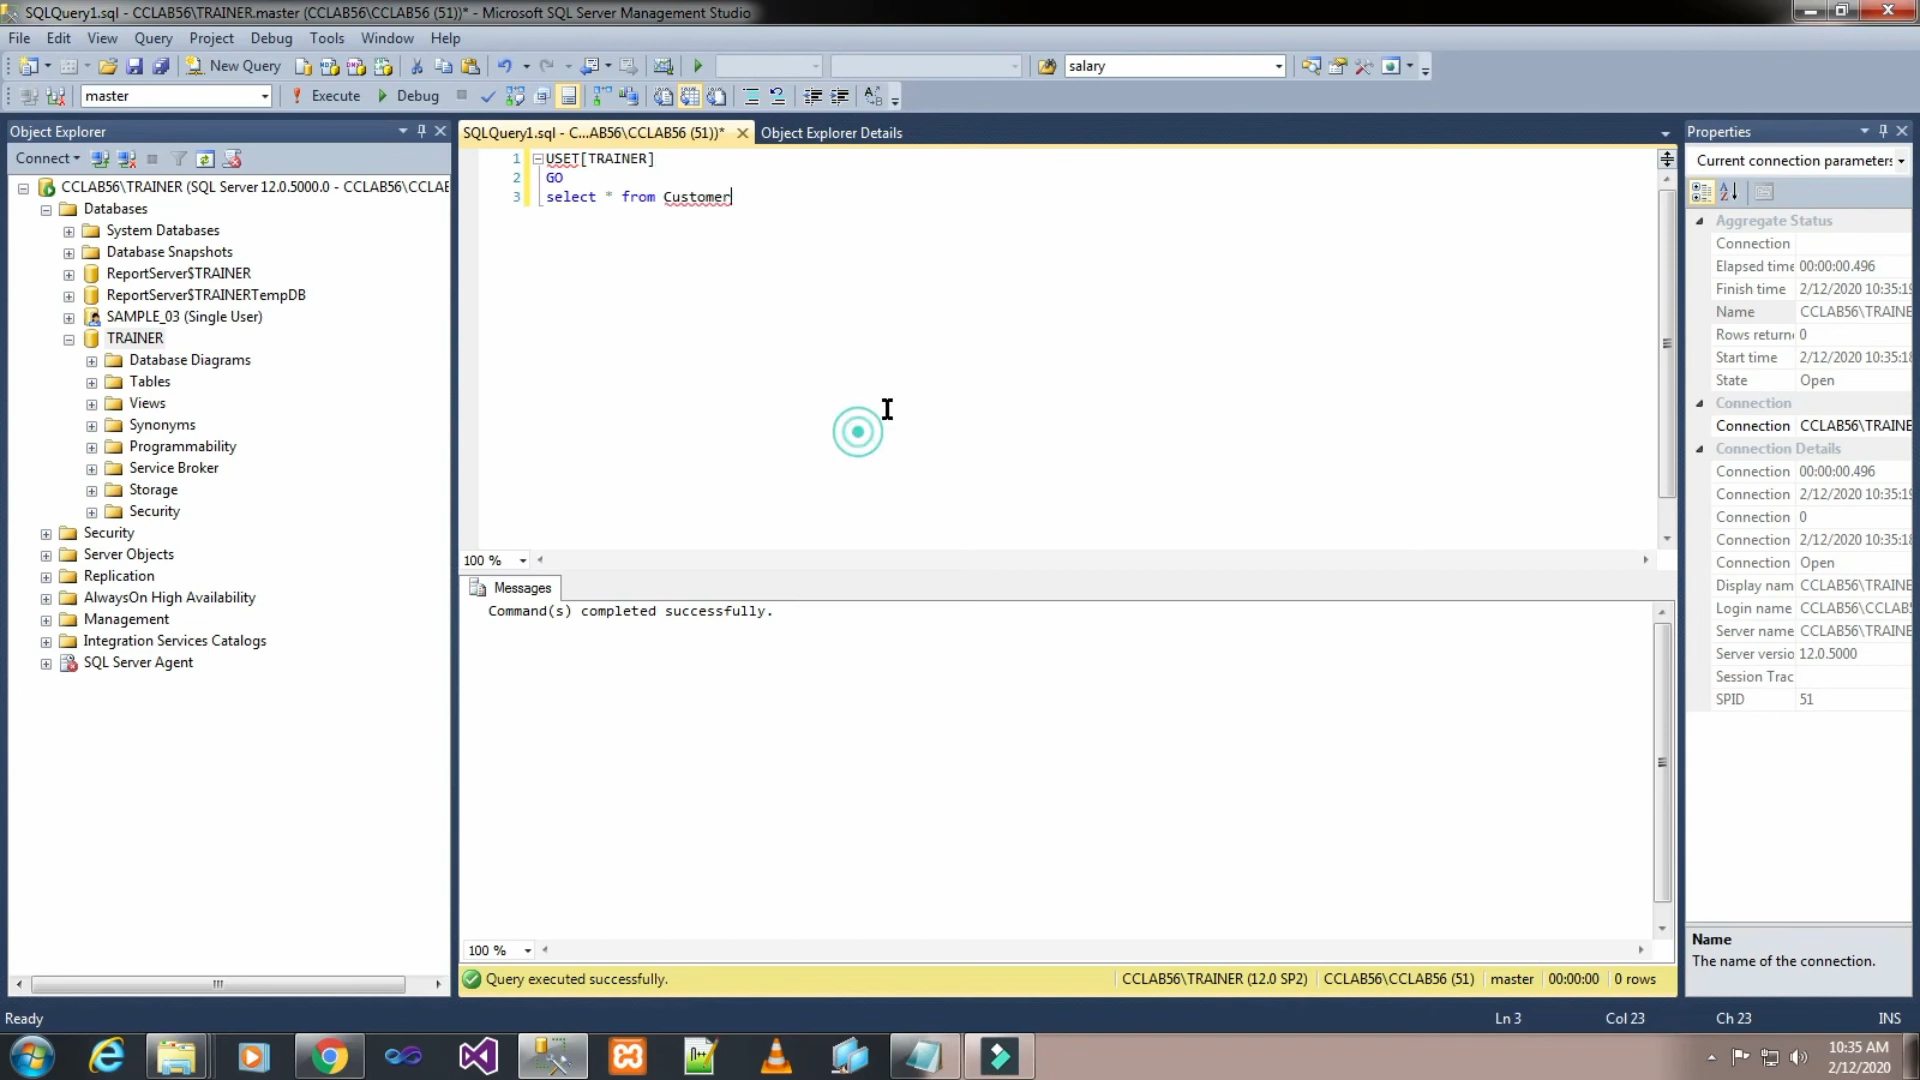 SQLQuery1.sql - CCLAB56\TRAINER.master (CCLAB56\CCLAB56 (51))* - Microsoft SQL Server Management Studio
File Edit View Query Project Debug Tools Window Help
New Query salary
master Execute Debug
Object Explorer
Connect
CCLAB56\TRAINER (SQL Server 12.0.5000.0 - CCLAB56\CCLAB
Databases
System Databases
Database Snapshots
ReportServer$TRAINER
ReportServer$TRAINERTempDB
SAMPLE_03 (Single User)
TRAINER
Database Diagrams
Tables
Views
Synonyms
Programmability
Service Broker
Storage
Security
Security
Server Objects
Replication
AlwaysOn High Availability
Management
Integration Services Catalogs
SQL Server Agent
SQLQuery1.sql - C...AB56\CCLAB56 (51))* Object Explorer Details
1 USET[TRAINER]
2 GO
3 select * from Customer
100 %
Messages
Command(s) completed successfully.
100 %
Query executed successfully. CCLAB56\TRAINER (12.0 SP2) CCLAB56\CCLAB56 (51) master 00:00:00 0 rows
Properties
Current connection parameters
Aggregate Status
Connection
Elapsed time 00:00:00.496
Finish time 2/12/2020 10:35:19
Name CCLAB56\TRAINE
Rows return 0
Start time 2/12/2020 10:35:18
State Open
Connection
Connection CCLAB56\TRAINE
Connection Details
Connection 00:00:00.496
Connection 2/12/2020 10:35:19
Connection 0
Connection 2/12/2020 10:35:18
Connection Open
Display nam CCLAB56\TRAINE
Login name CCLAB56\CCLAB5
Server name CCLAB56\TRAINE
Server versio 12.0.5000
Session Trac
SPID 51
Name
The name of the connection.
Ready Ln 3 Col 23 Ch 23 INS
10:35 AM
2/12/2020